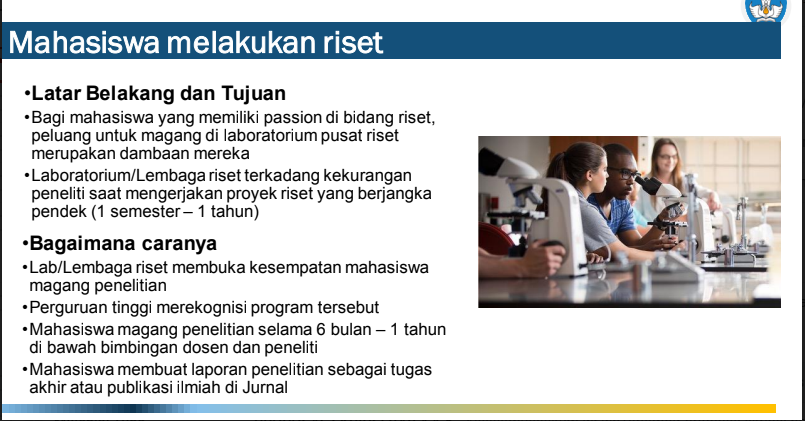 Mahasiswa melakukan riset
•Latar Belakang dan Tujuan
•Bagi mahasiswa yang memiliki passion di bidang riset,
peluang untuk magang di laboratorium pusat riset
merupakan dambaan mereka
•Laboratorium/Lembaga riset terkadang kekurangan
peneliti saat mengerjakan proyek riset yang berjangka
pendek (1 semester – 1 tahun)
•Bagaimana caranya
•Lab/Lembaga riset membuka kesempatan mahasiswa
magang penelitian
•Perguruan tinggi merekognisi program tersebut
•Mahasiswa magang penelitian selama 6 bulan – 1 tahun
di bawah bimbingan dosen dan peneliti
•Mahasiswa membuat laporan penelitian sebagai tugas
akhir atau publikasi ilmiah di Jurnal